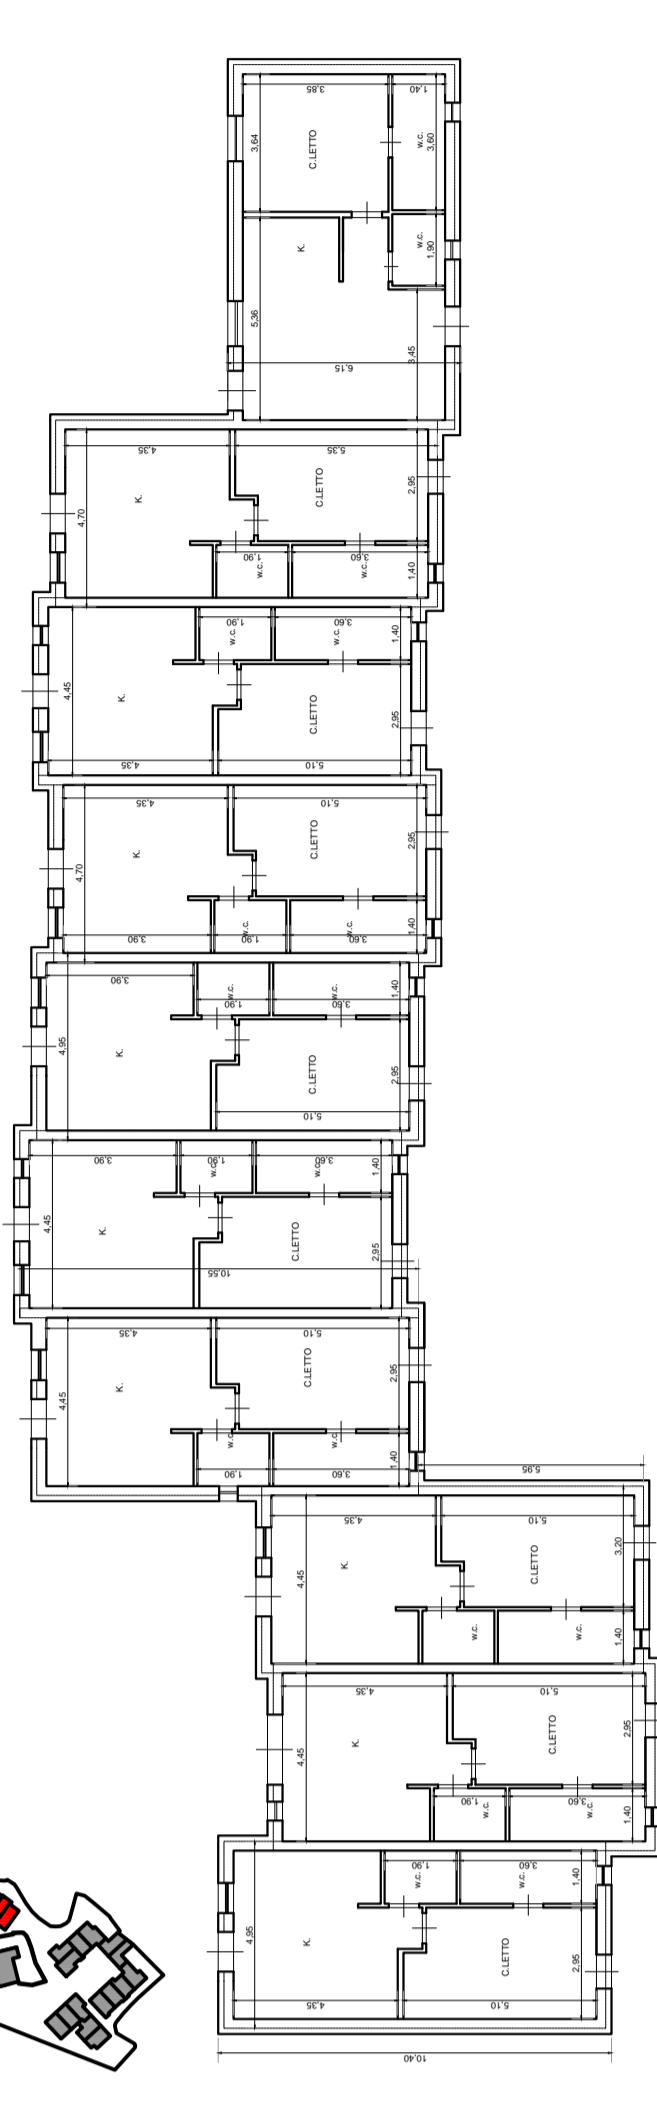 3,85
1,40
3,64
C.LETTO
w.c.
3,60
K.
w.c.
1,90
5,36
3,45
6,15
4,35
5,35
K.
C.LETTO
2,95
4,70
1,90
3,60
w.c.
w.c.
1,40
1,90
3,60
w.c.
w.c.
1,40
4,45
K.
C.LETTO
2,95
4,35
5,10
4,35
5,10
K.
C.LETTO
2,95
4,70
w.c.
w.c.
1,40
3,90
1,90
3,60
3,90
w.c.
w.c.
1,40
1,90
3,60
4,95
K.
C.LETTO
2,95
5,10
3,90
1,90
3,60
w.c.
w.c.
1,40
4,45
K.
C.LETTO
2,95
10,55
4,35
5,10
K.
C.LETTO
2,95
4,45
w.c.
w.c.
1,40
1,90
3,60
5,95
4,35
5,10
K.
C.LETTO
3,20
4,45
w.c.
w.c.
1,40
4,35
5,10
K.
C.LETTO
2,95
4,45
1,90
3,60
w.c.
w.c.
1,40
1,90
3,60
w.c.
w.c.
1,40
4,95
K.
C.LETTO
2,95
4,35
5,10
10,40